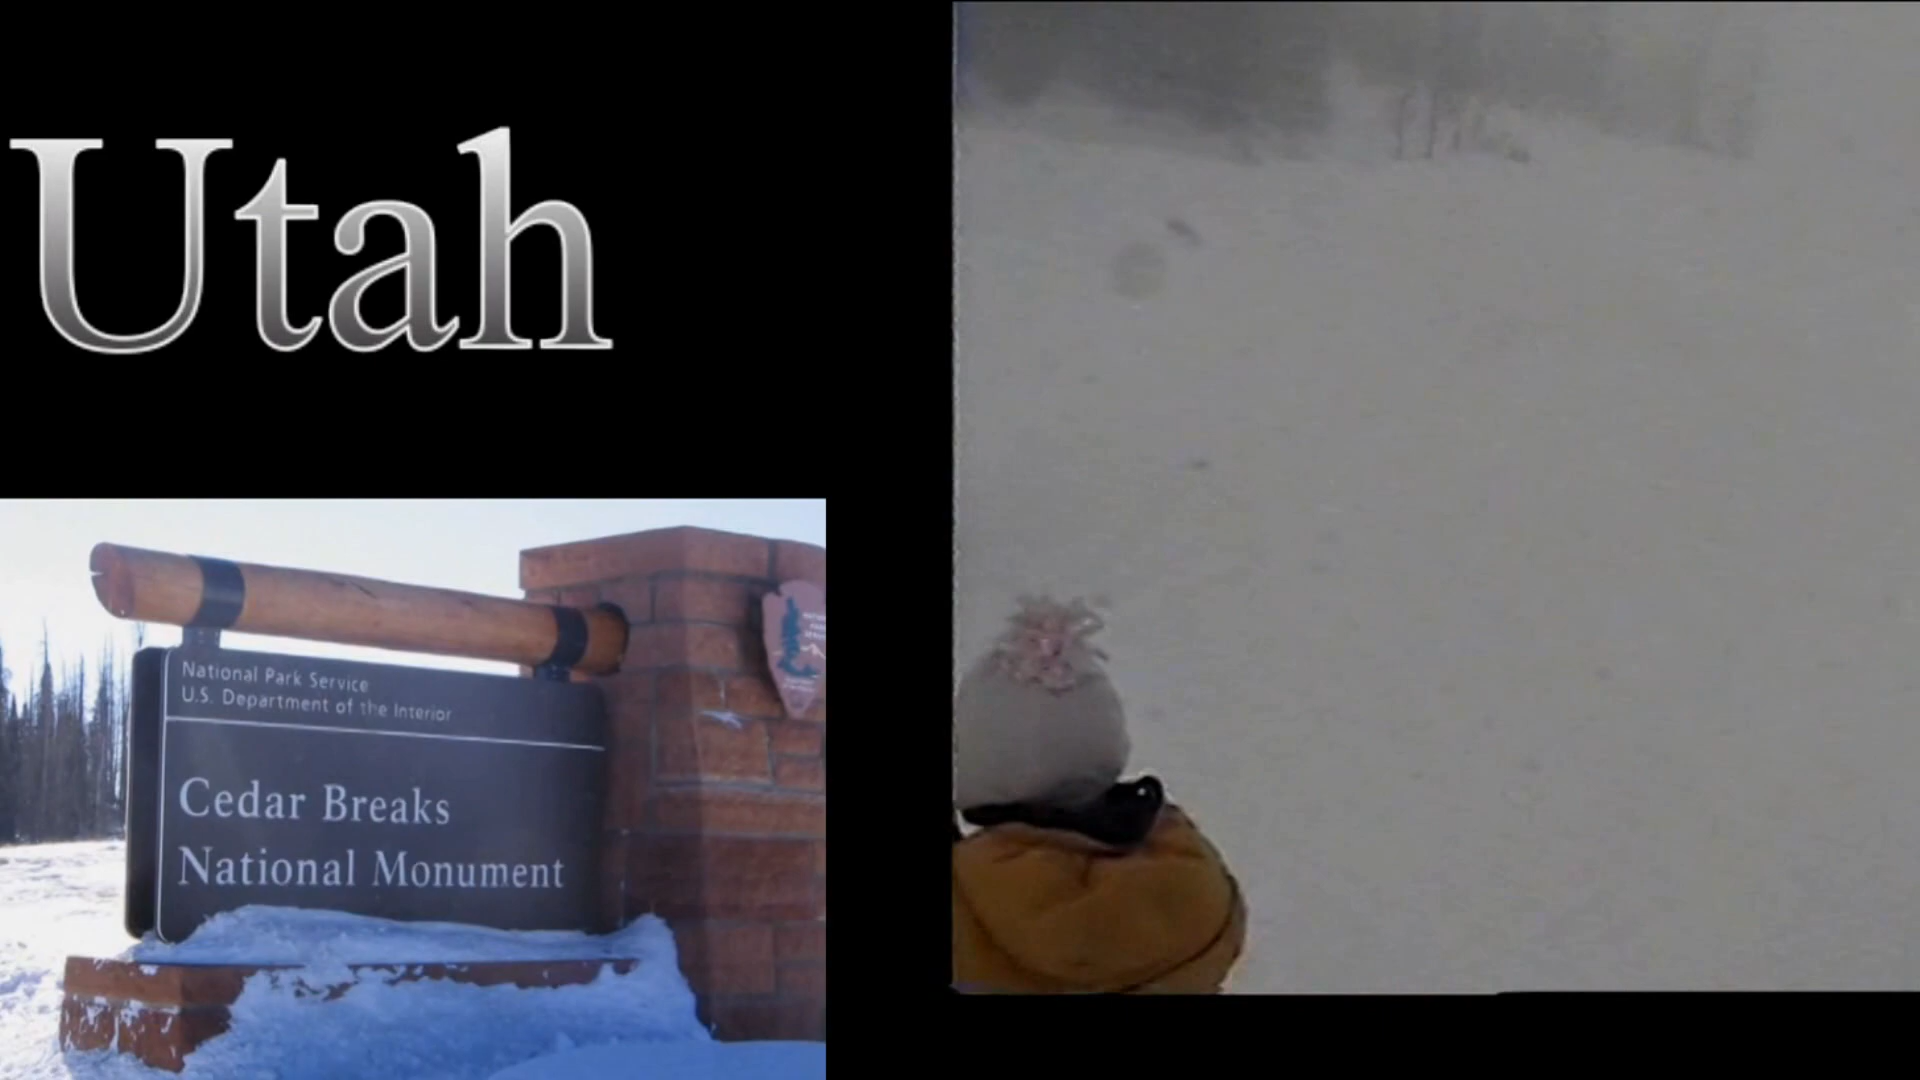 Utah
National Park Service
U.S. Department of the Interior
Cedar Breaks
National Monument